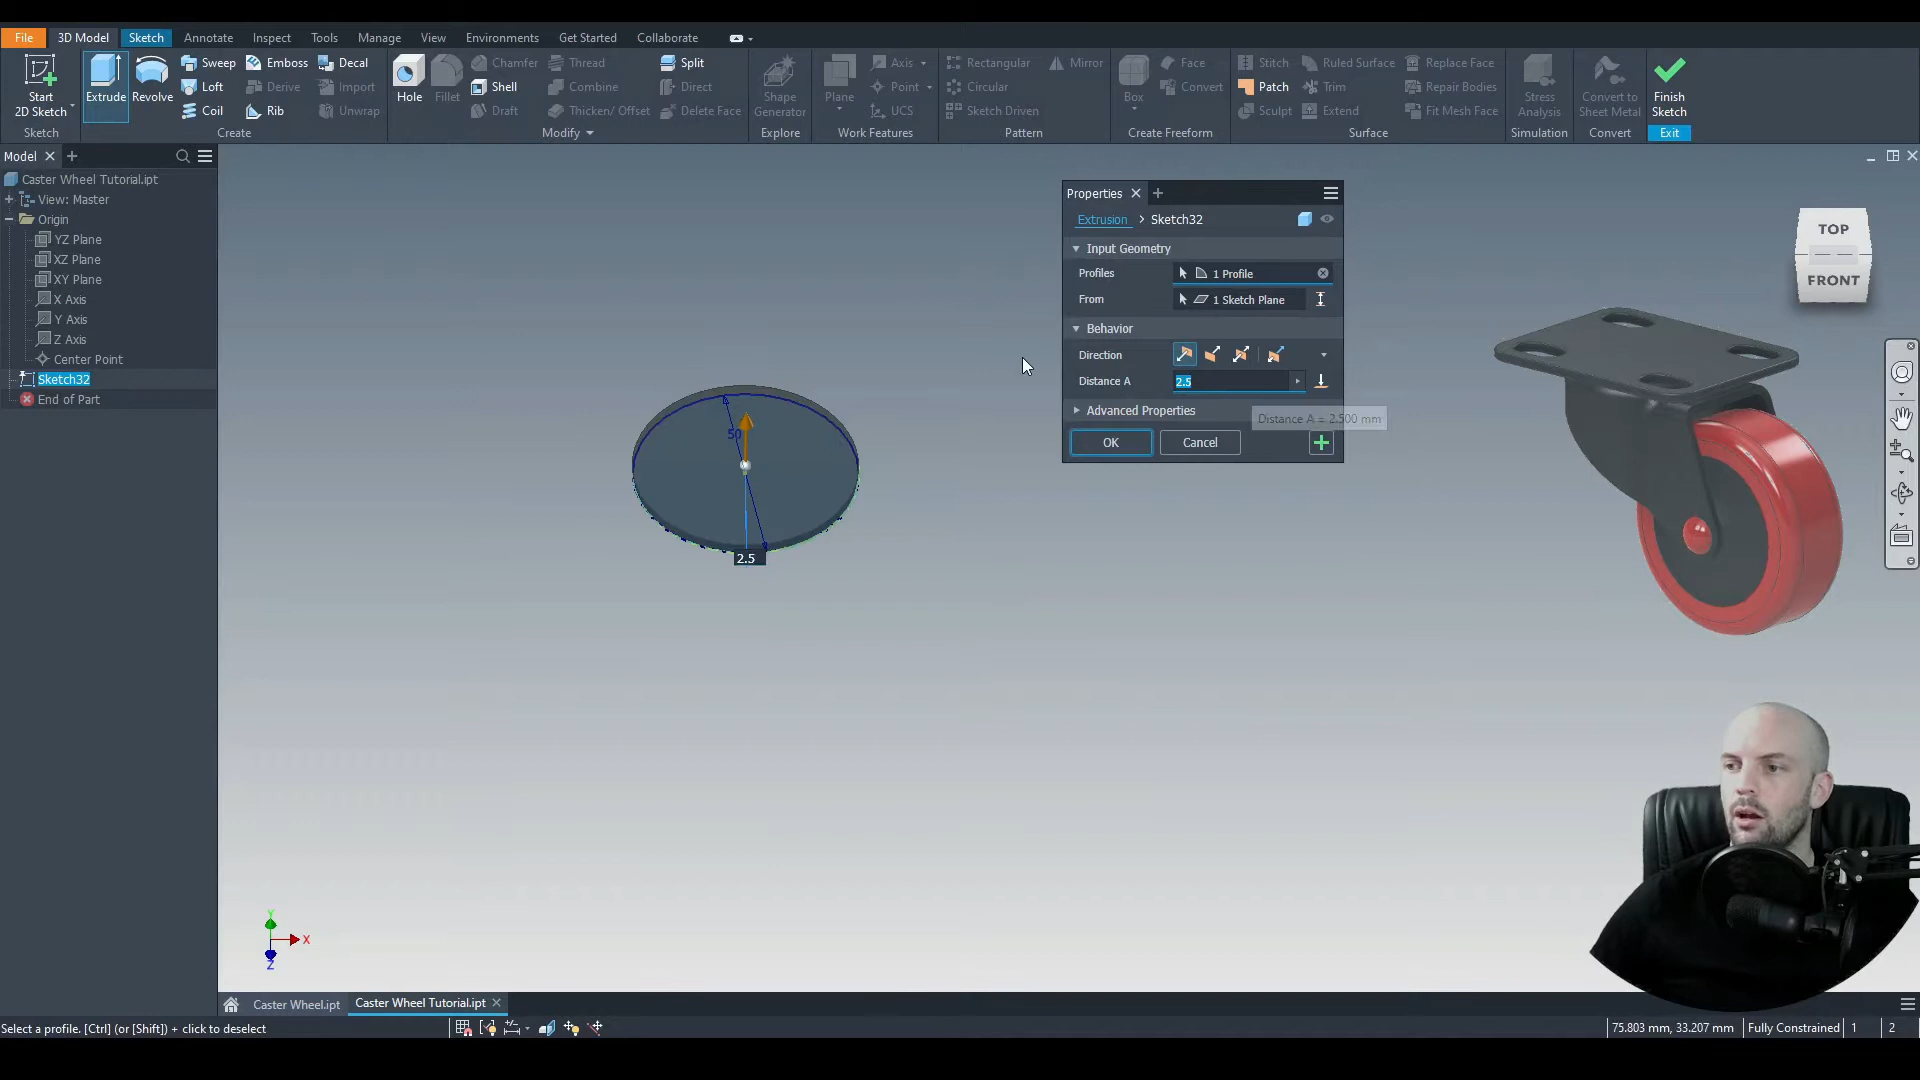 File 3D Model Sketch Annotate Inspect Tools Manage View Environments Get Started Collaborate
Start
2D Sketch
Sketch
Extrude Revolve
Sweep Emboss Decal
Loft Derive Import
Coil Rib Unwrap
Create
Hole Fillet
Chamfer Thread Split
Shell Combine Direct
Draft Thicken/ Offset Delete Face
Modify
Shape
Generator
Explore
Plane
Axis
Point
UCS
Work Features
Rectangular Mirror
Circular
Sketch Driven
Pattern
Box
Face
Convert
Create Freeform
Stitch Ruled Surface Replace Face
Patch Trim Repair Bodies
Sculpt Extend Fit Mesh Face
Surface
Stress
Analysis
Simulation
Convert to
Sheet Metal
Convert
Finish
Sketch
Exit
Model
Caster Wheel Tutorial.ipt
View: Master
Origin
YZ Plane
XZ Plane
XY Plane
X Axis
Y Axis
Z Axis
Center Point
Sketch32
End of Part
50
2.5
Properties
Extrusion > Sketch32
Input Geometry
Profiles 1 Profile
From 1 Sketch Plane
Behavior
Direction
Distance A 2.5
Advanced Properties
Distance A = 2.500 mm
OK Cancel
TOP
FRONT
Y
X
Z
Caster Wheel.ipt Caster Wheel Tutorial.ipt
Select a profile. [Ctrl] (or [Shift]) + click to deselect
75.803 mm, 33.207 mm Fully Constrained 1 2